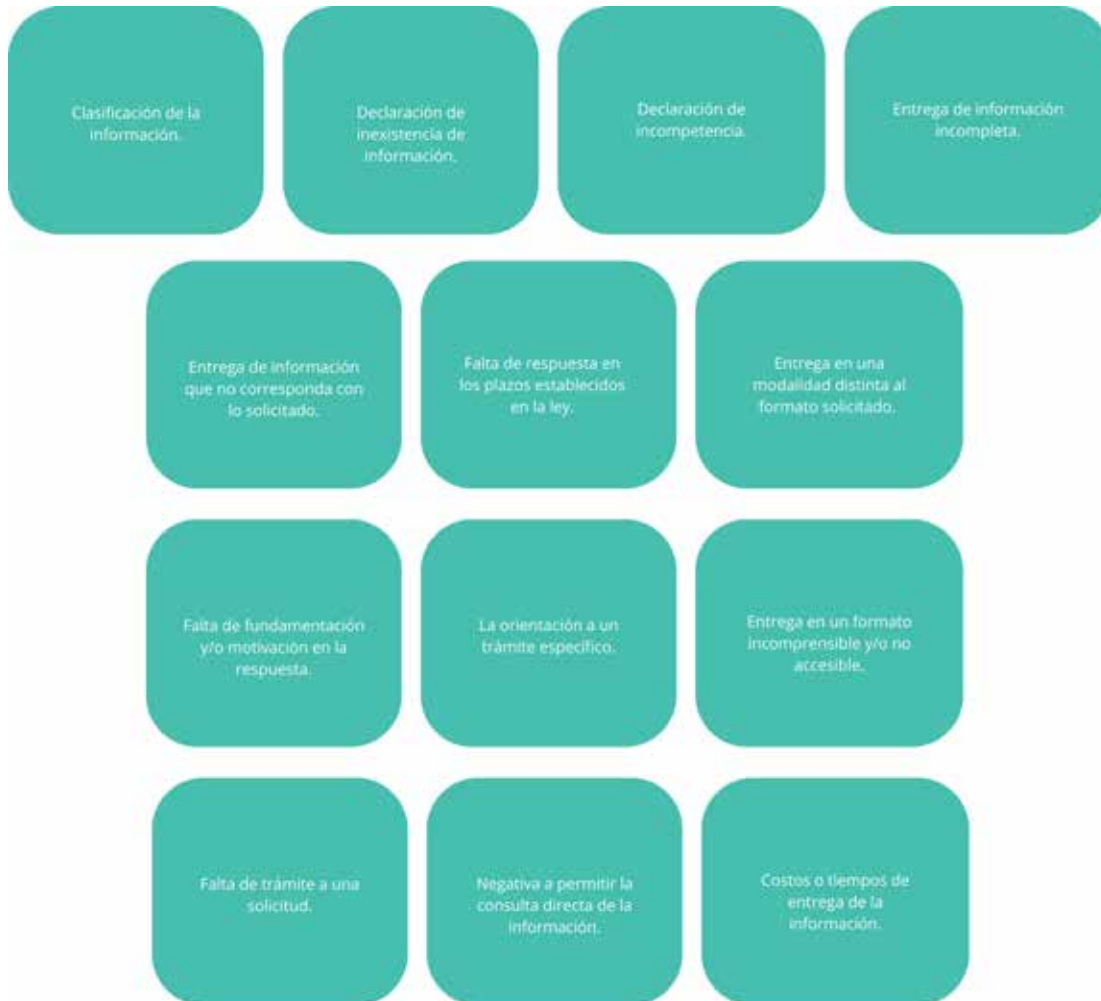 Clasificación de la
información.
Declaración de
inexistencia de
información.
Declaración de
incompetencia.
Entrega de información
incompleta.
Entrega de información
que no corresponda con
lo solicitado.
Falta de respuesta en
los plazos establecidos
en la ley.
Entrega en una
modalidad distinta al
formato solicitado.
Falta de fundamentación
y/o motivación en la
respuesta.
La orientación a un
trámite específico.
Entrega en un formato
incomprensible y/o no
accesible.
Falta de trámite a una
solicitud.
Negativa a permitir la
consulta directa de la
información.
Costos o tiempos de
entrega de la
información.